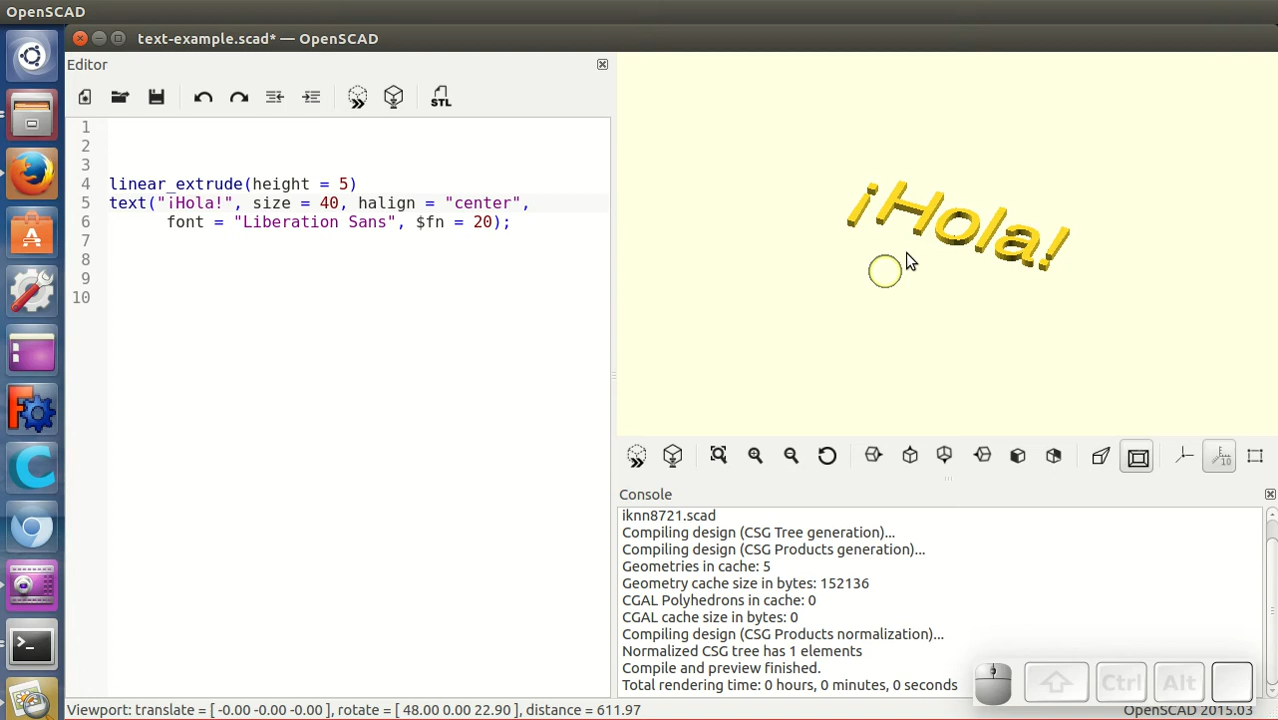 OpenSCAD
text-example.scad* — OpenSCAD
Editor
STL
1
2
3
4 linear_extrude(height = 5)
5 text("¡Hola!", size = 40, halign = "center",
6 font = "Liberation Sans", $fn = 20);
7
8
9
10
¡Hola!
10
Console
iknn8721.scad
Compiling design (CSG Tree generation)...
Compiling design (CSG Products generation)...
Geometries in cache: 5
Geometry cache size in bytes: 152136
CGAL Polyhedrons in cache: 0
CGAL cache size in bytes: 0
Compiling design (CSG Products normalization)...
Normalized CSG tree has 1 elements
Compile and preview finished.
Total rendering time: 0 hours, 0 minutes, 0 seconds
Ctrl
Alt
Viewport: translate = [ -0.00 -0.00 -0.00 ], rotate = [ 48.00 0.00 22.90 ], distance = 611.97
OpenSCAD 2015.03